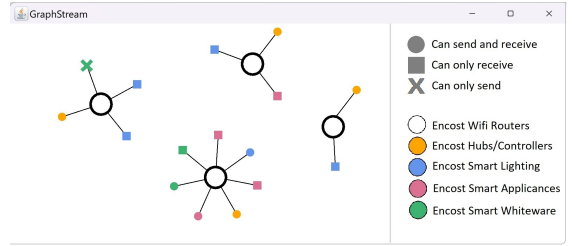 GraphStream
Can send and receive
Can only receive
Can only send
Encost Wifi Routers
Encost Hubs/Controllers
Encost Smart Lighting
Encost Smart Applicances
Encost Smart Whiteware